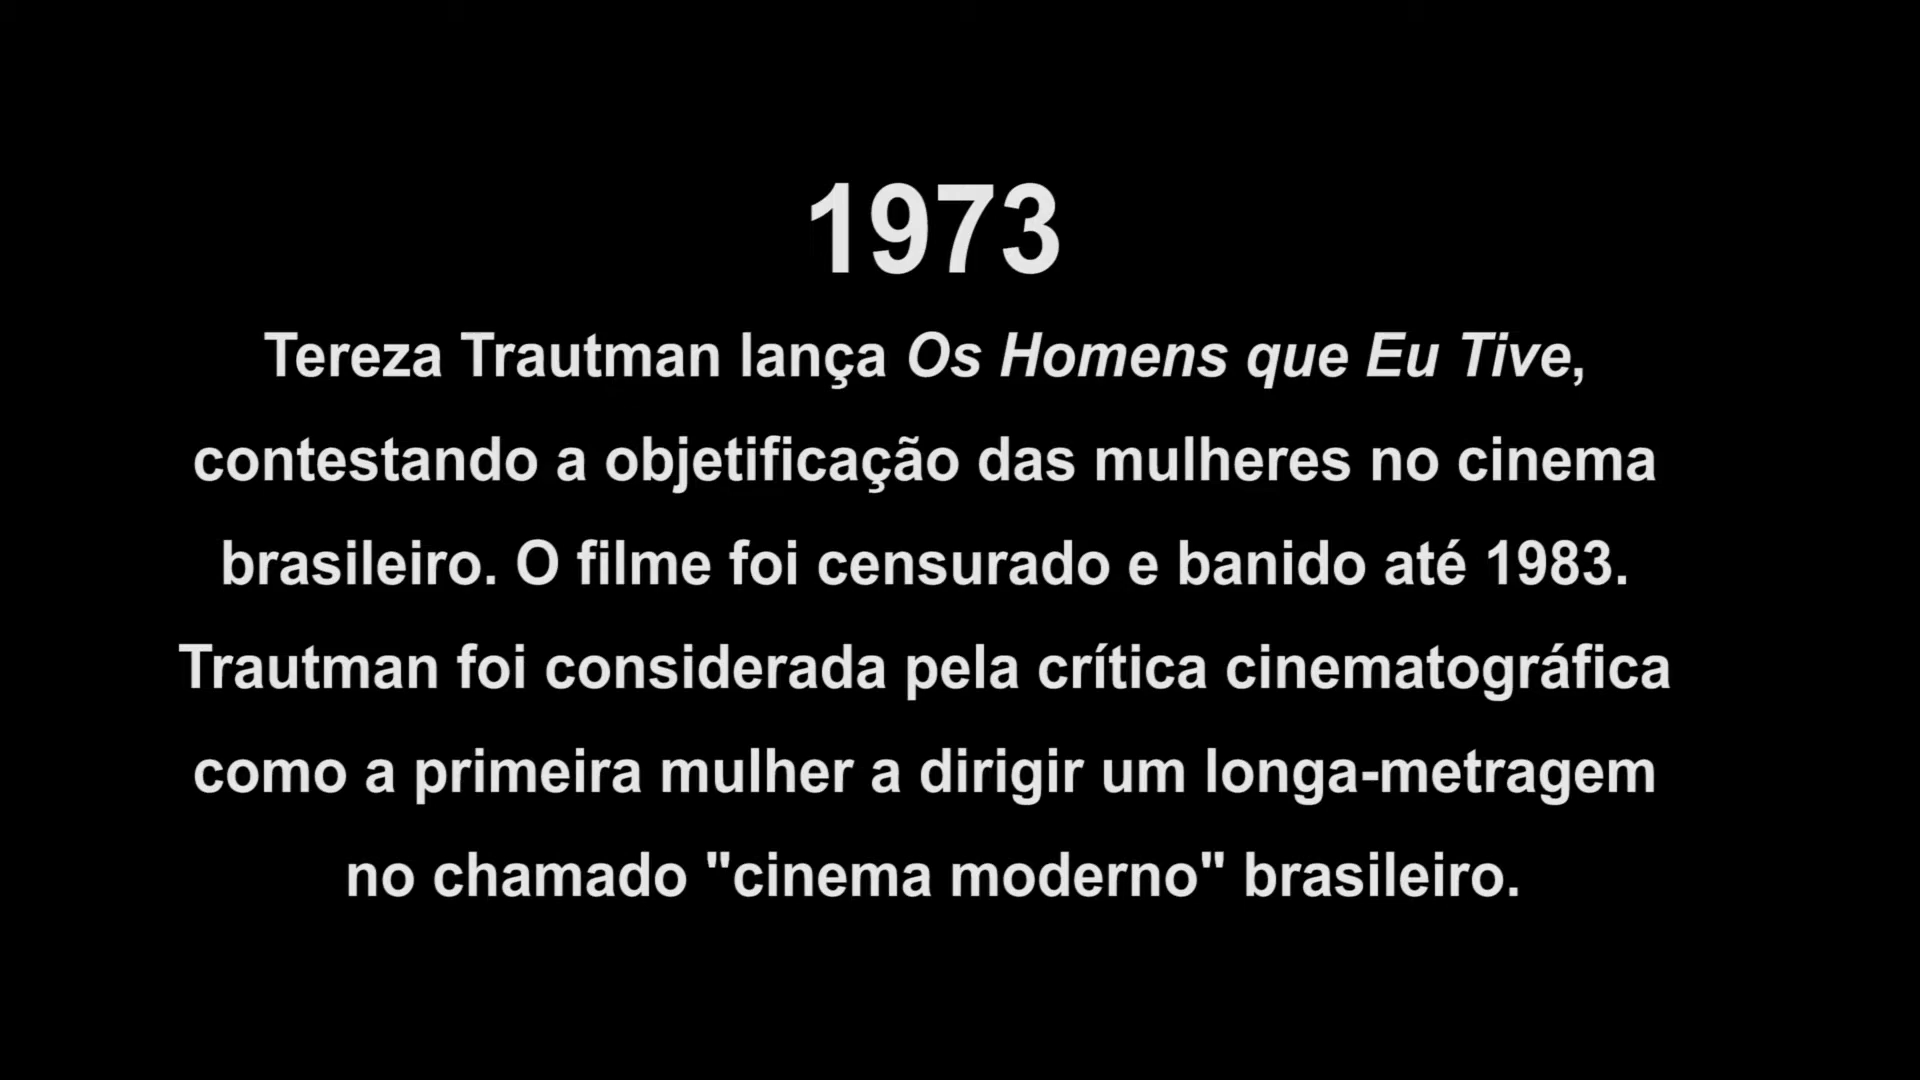 1973
Tereza Trautman lança Os Homens que Eu Tive,
contestando a objetificação das mulheres no cinema
brasileiro. O filme foi censurado e banido até 1983.
Trautman foi considerada pela crítica cinematográfica
como a primeira mulher a dirigir um longa-metragem
no chamado "cinema moderno" brasileiro.